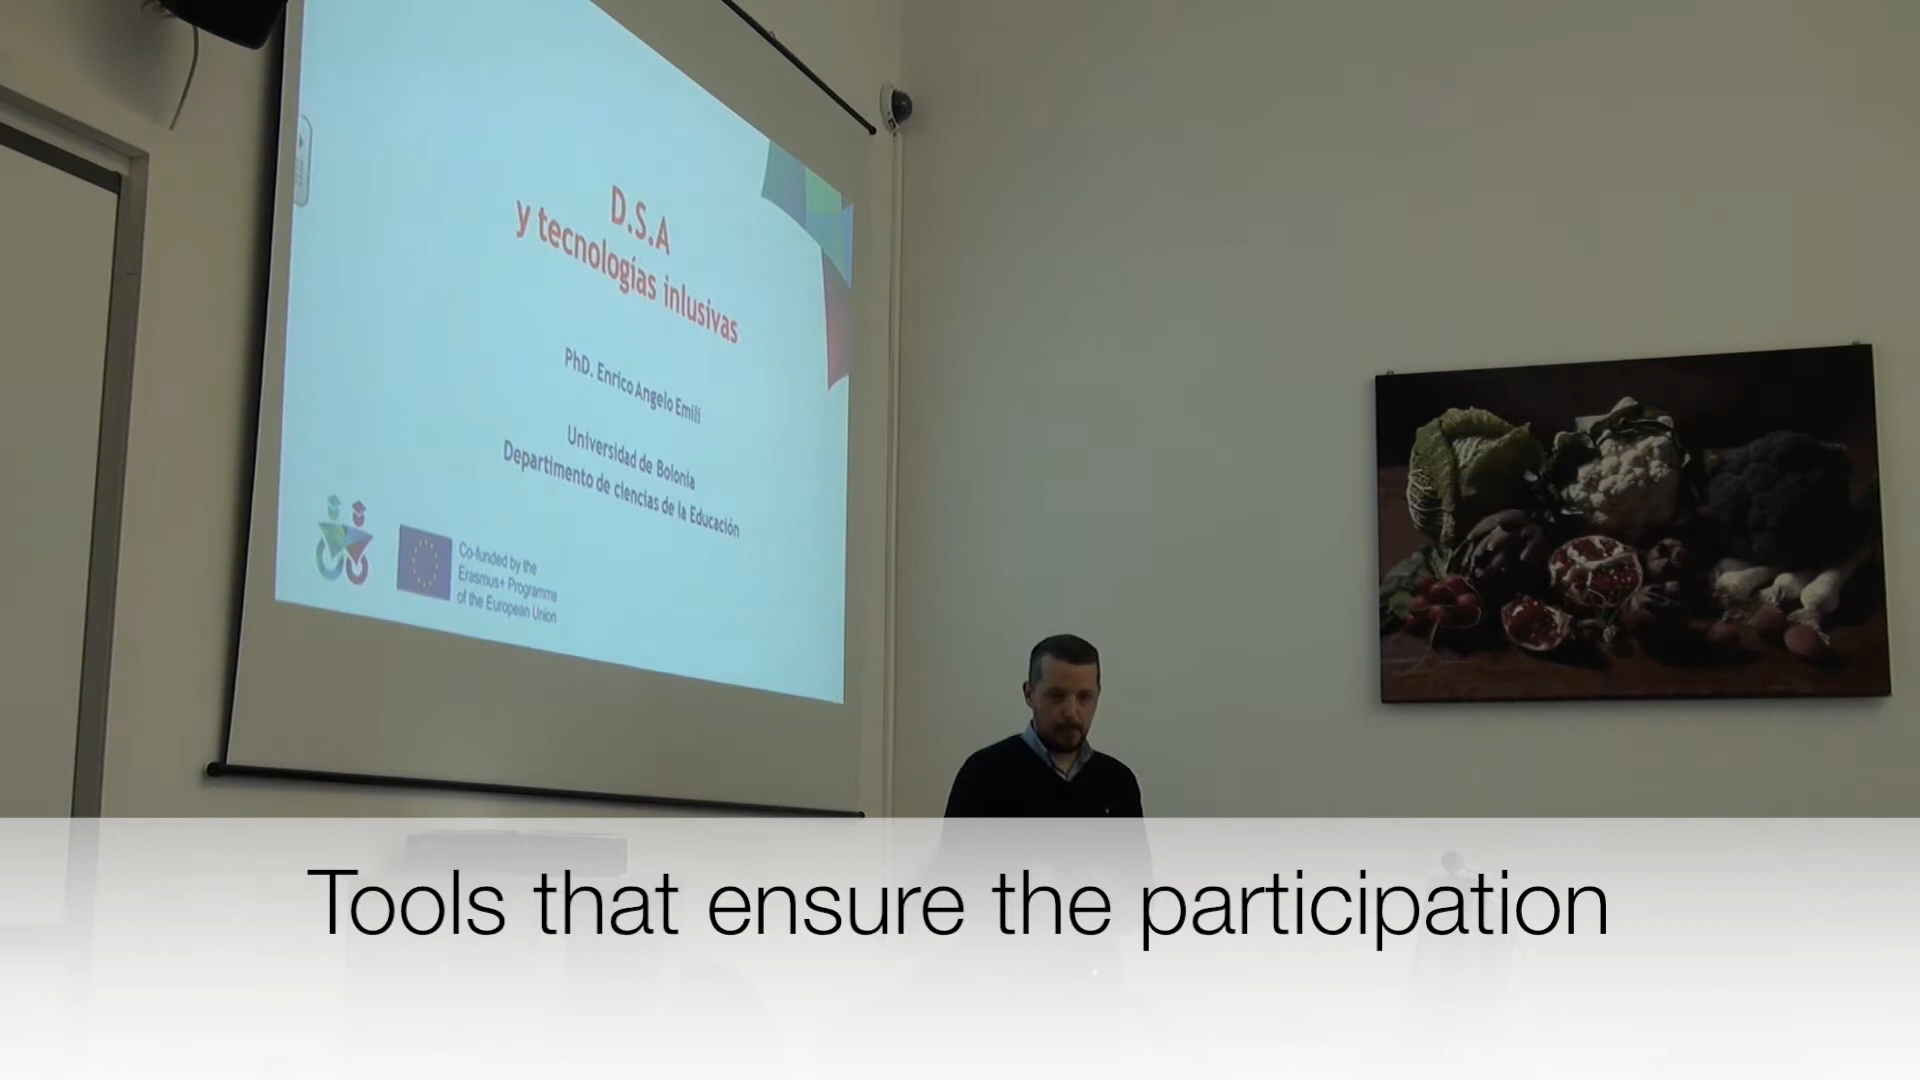 D.S.A
y tecnologías inlusivas
PhD. Enrico Angelo Emili
Universidad de Bolonia
Departimento de ciencias de la Educación
Co-funded by the
Erasmus+ Programme
of the European Union
Tools that ensure the participation